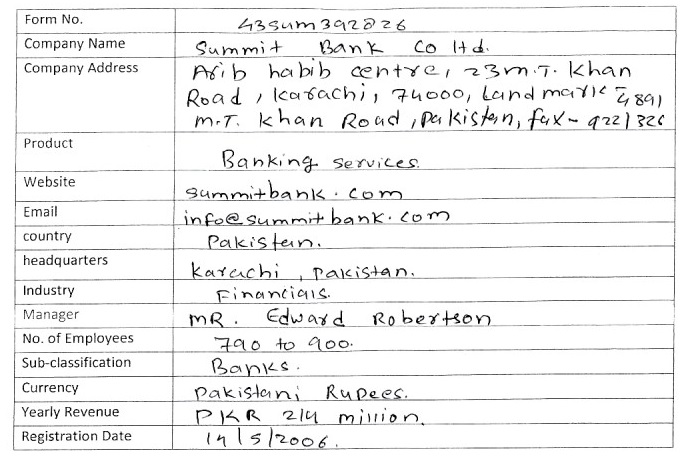 Form No. 43sum392826
Company Name Summit Bank Co ltd.
Company Address Arib habib centre, 23 m.T. Khan
Road, Karachi, 74000, Landmark - 4891
m.T. Khan Road, Pakistan, fax - 9221326
Product Banking Services.
Website summitbank.com
Email info@summitbank.com
country Pakistan.
headquarters Karachi, Pakistan.
Industry Financials.
Manager MR. Edward Robertson
No. of Employees 790 to 900.
Sub-classification Banks.
Currency Pakistani Rupees.
Yearly Revenue PKR 214 million.
Registration Date 14/5/2006.